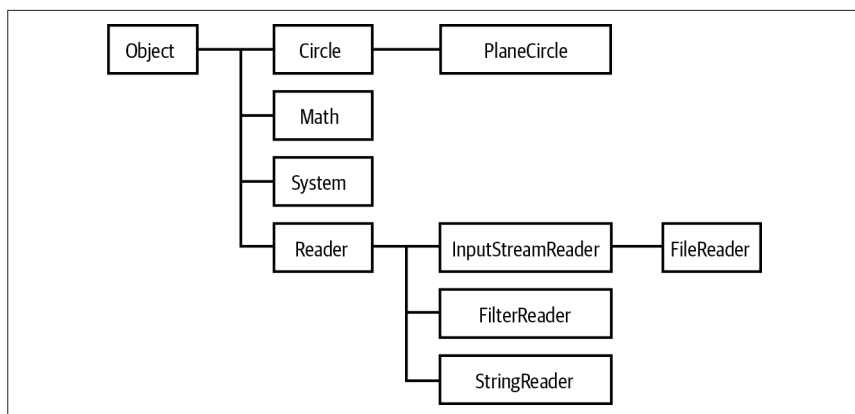 Object
Circle
PlaneCircle
Math
System
Reader
InputStreamReader
FileReader
FilterReader
StringReader